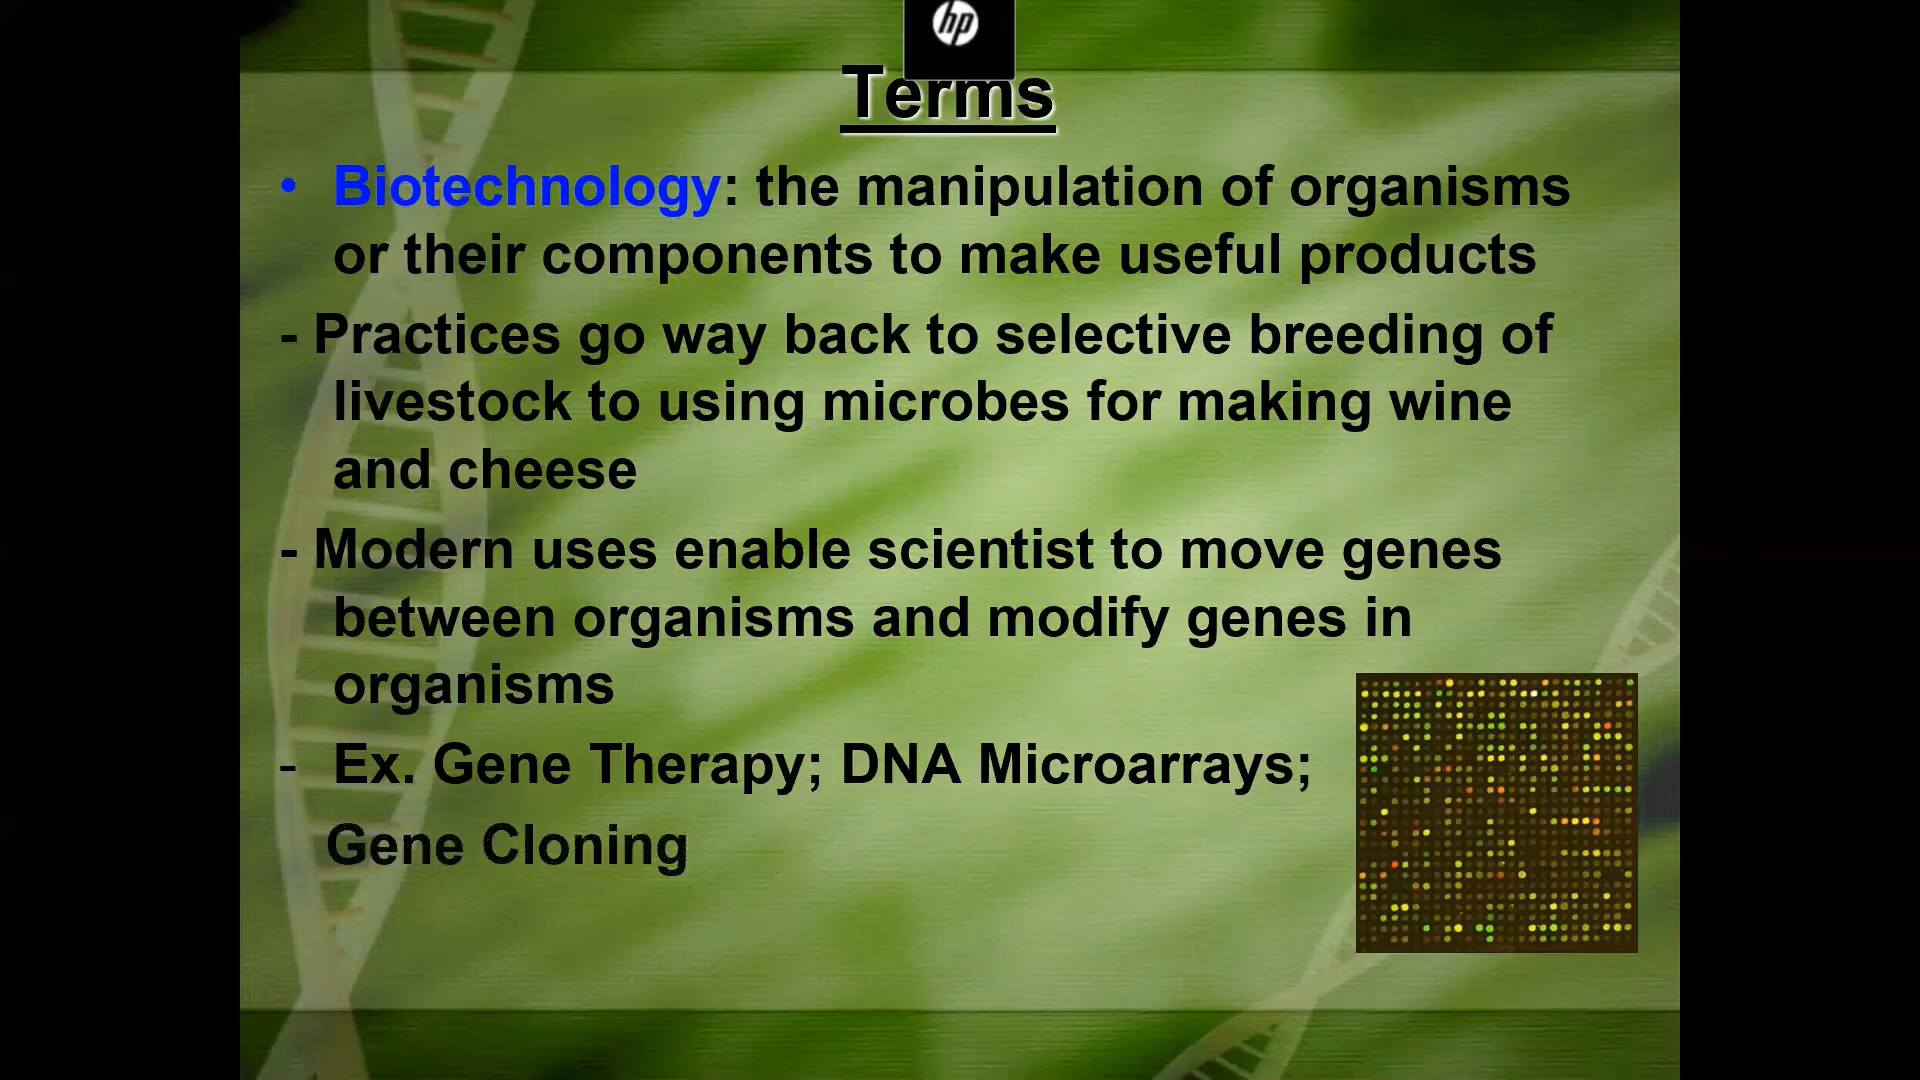 hp
Terms
• Biotechnology: the manipulation of organisms
or their components to make useful products
- Practices go way back to selective breeding of
livestock to using microbes for making wine
and cheese
- Modern uses enable scientist to move genes
between organisms and modify genes in
organisms
- Ex. Gene Therapy; DNA Microarrays;
Gene Cloning